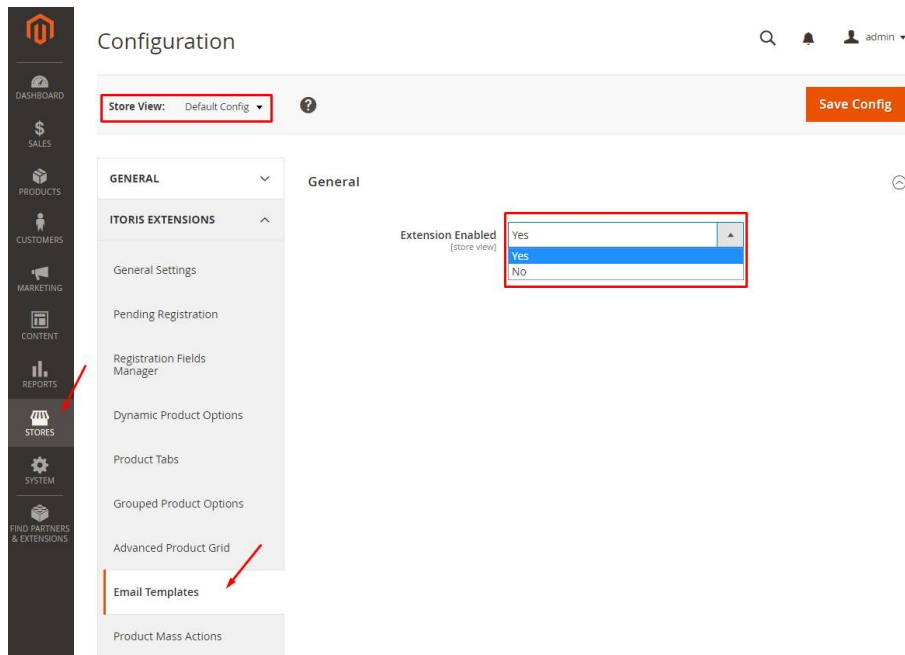 Configuration
admin
DASHBOARD
Store View: Default Config
Save Config
$
SALES
PRODUCTS
CUSTOMERS
MARKETING
CONTENT
REPORTS
STORES
SYSTEM
FIND PARTNERS
& EXTENSIONS
GENERAL
ITORIS EXTENSIONS
General Settings
Pending Registration
Registration Fields
Manager
Dynamic Product Options
Product Tabs
Grouped Product Options
Advanced Product Grid
Email Templates
Product Mass Actions
General
Extension Enabled
[store view]
Yes
Yes
No